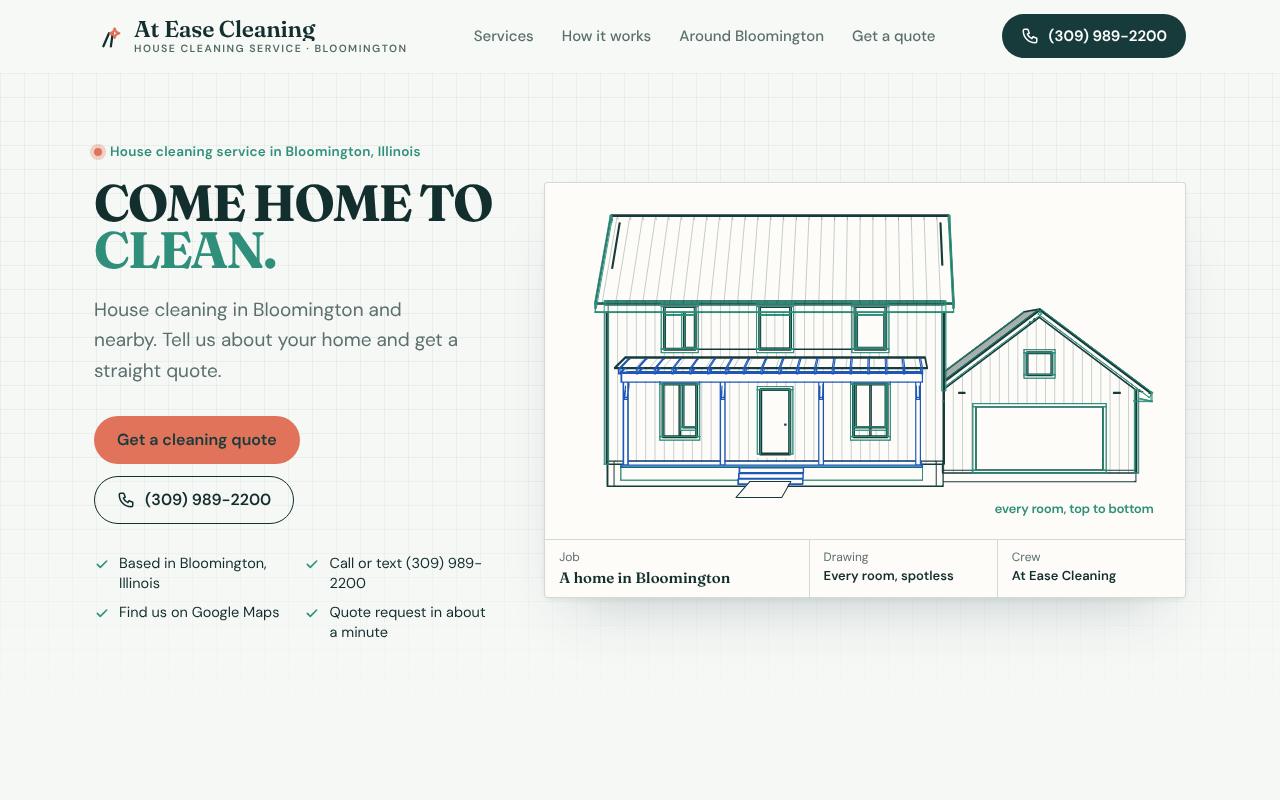 At Ease Cleaning
HOUSE CLEANING SERVICE · BLOOMINGTON
Services
How it works
Around Bloomington
Get a quote
(309) 989-2200
House cleaning service in Bloomington, Illinois
COME HOME TO
CLEAN.
House cleaning in Bloomington and
nearby. Tell us about your home and get a
straight quote.
Get a cleaning quote
(309) 989-2200
Based in Bloomington,
Illinois
Call or text (309) 989-
2200
Find us on Google Maps
Quote request in about
a minute
every room, top to bottom
Job
A home in Bloomington
Drawing
Every room, spotless
Crew
At Ease Cleaning